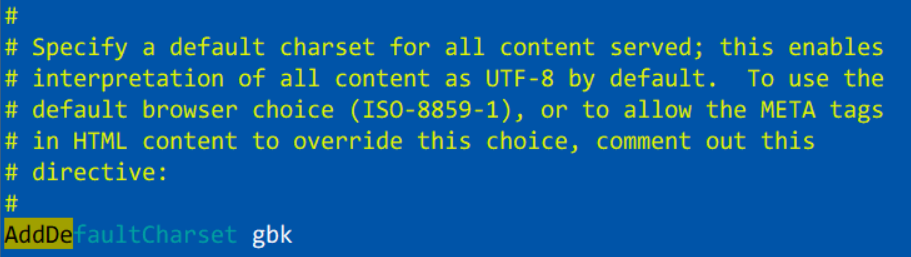 #
# Specify a default charset for all content served; this enables
# interpretation of all content as UTF-8 by default.  To use the
# default browser choice (ISO-8859-1), or to allow the META tags
# in HTML content to override this choice, comment out this
# directive:
#
AddDefaultCharset gbk